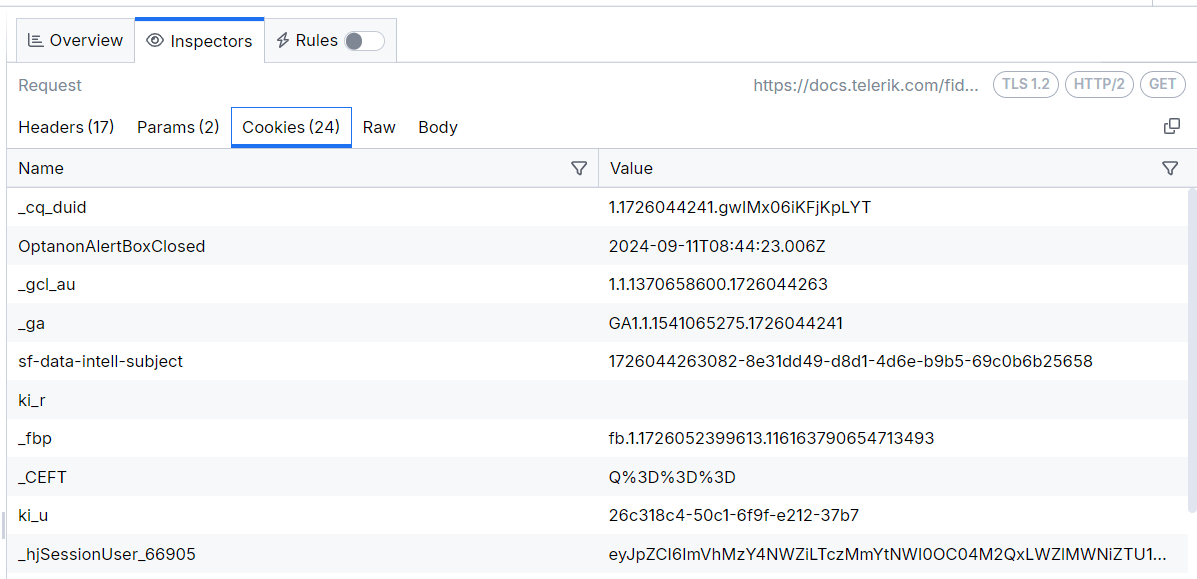 Overview Inspectors Rules
Request https://docs.telerik.com/fid... TLS 1.2 HTTP/2 GET
Headers (17) Params (2) Cookies (24) Raw Body
Name Value
_cq_duid 1.1726044241.gwIMx06iKFjKpLYT
OptanonAlertBoxClosed 2024-09-11T08:44:23.006Z
_gcl_au 1.1.1370658600.1726044263
_ga GA1.1.1541065275.1726044241
sf-data-intell-subject 1726044263082-8e31dd49-d8d1-4d6e-b9b5-69c0b6b25658
ki_r
_fbp fb.1.1726052399613.116163790654713493
_CEFT Q%3D%3D%3D
ki_u 26c318c4-50c1-6f9f-e212-37b7
_hjSessionUser_66905 eyJpZCI6ImVhMzY4NWZiLTczMmYtNWI0OC04M2QxLWZlMWNiZTU1...